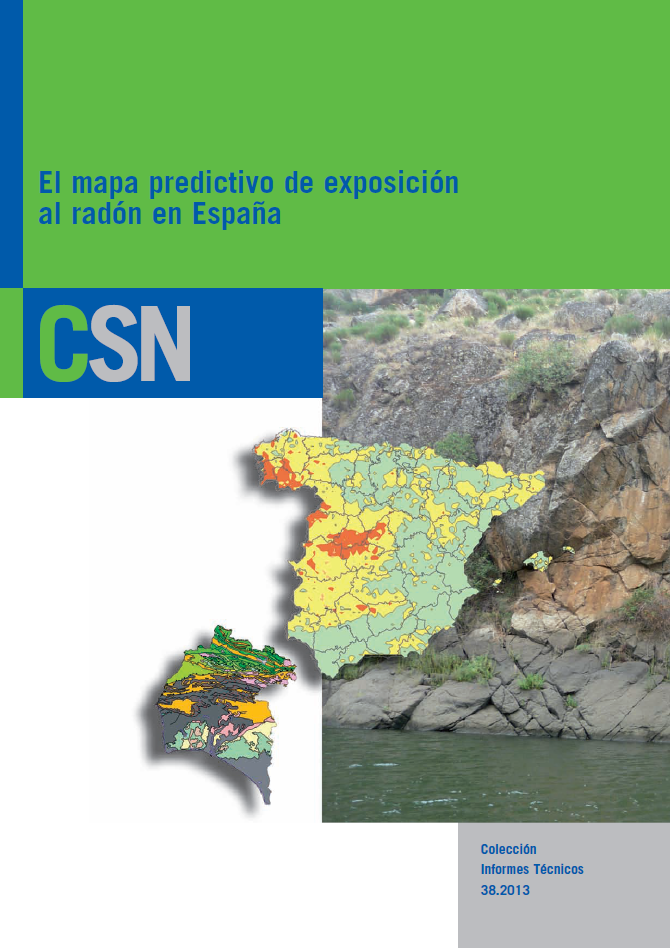 El mapa predictivo de exposición
al radón en España
CSN
Colección
Informes Técnicos
38.2013